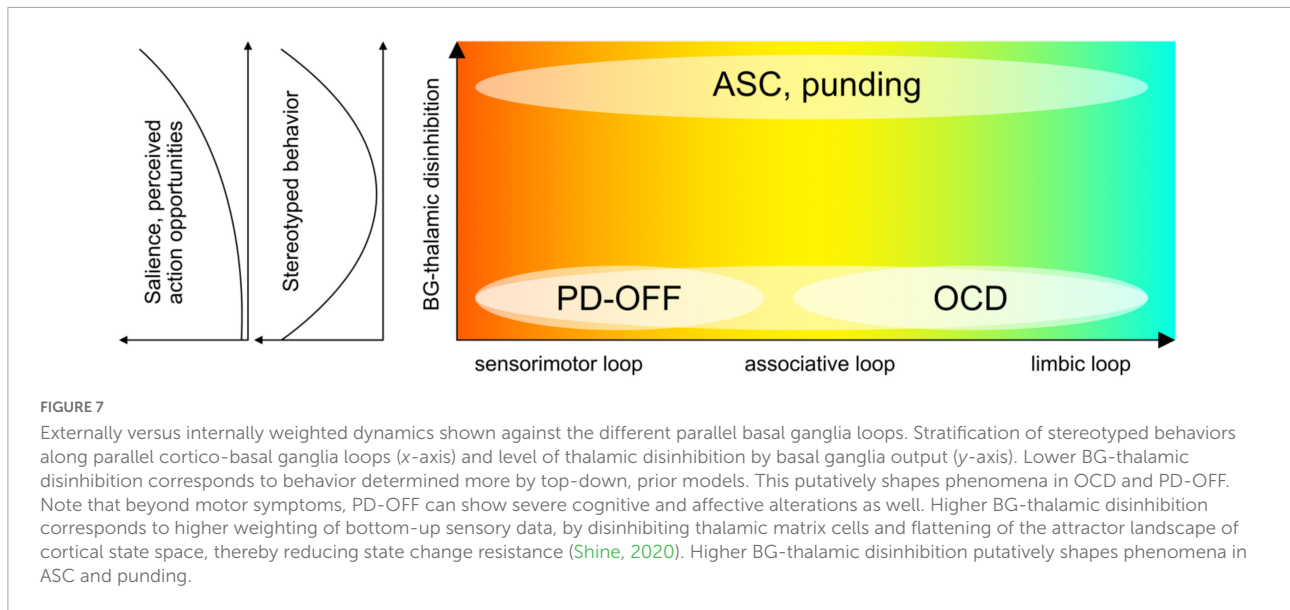 Salience, perceived
action opportunities
Stereotyped behavior
BG-thalamic disinhibition
ASC, punding
PD-OFF
OCD
sensorimotor loop
associative loop
limbic loop
FIGURE 7
Externally versus internally weighted dynamics shown against the different parallel basal ganglia loops. Stratification of stereotyped behaviors
along parallel cortico-basal ganglia loops (x-axis) and level of thalamic disinhibition by basal ganglia output (y-axis). Lower BG-thalamic
disinhibition corresponds to behavior determined more by top-down, prior models. This putatively shapes phenomena in OCD and PD-OFF.
Note that beyond motor symptoms, PD-OFF can show severe cognitive and affective alterations as well. Higher BG-thalamic disinhibition
corresponds to higher weighting of bottom-up sensory data, by disinhibiting thalamic matrix cells and flattening of the attractor landscape of
cortical state space, thereby reducing state change resistance (Shine, 2020). Higher BG-thalamic disinhibition putatively shapes phenomena in
ASC and punding.